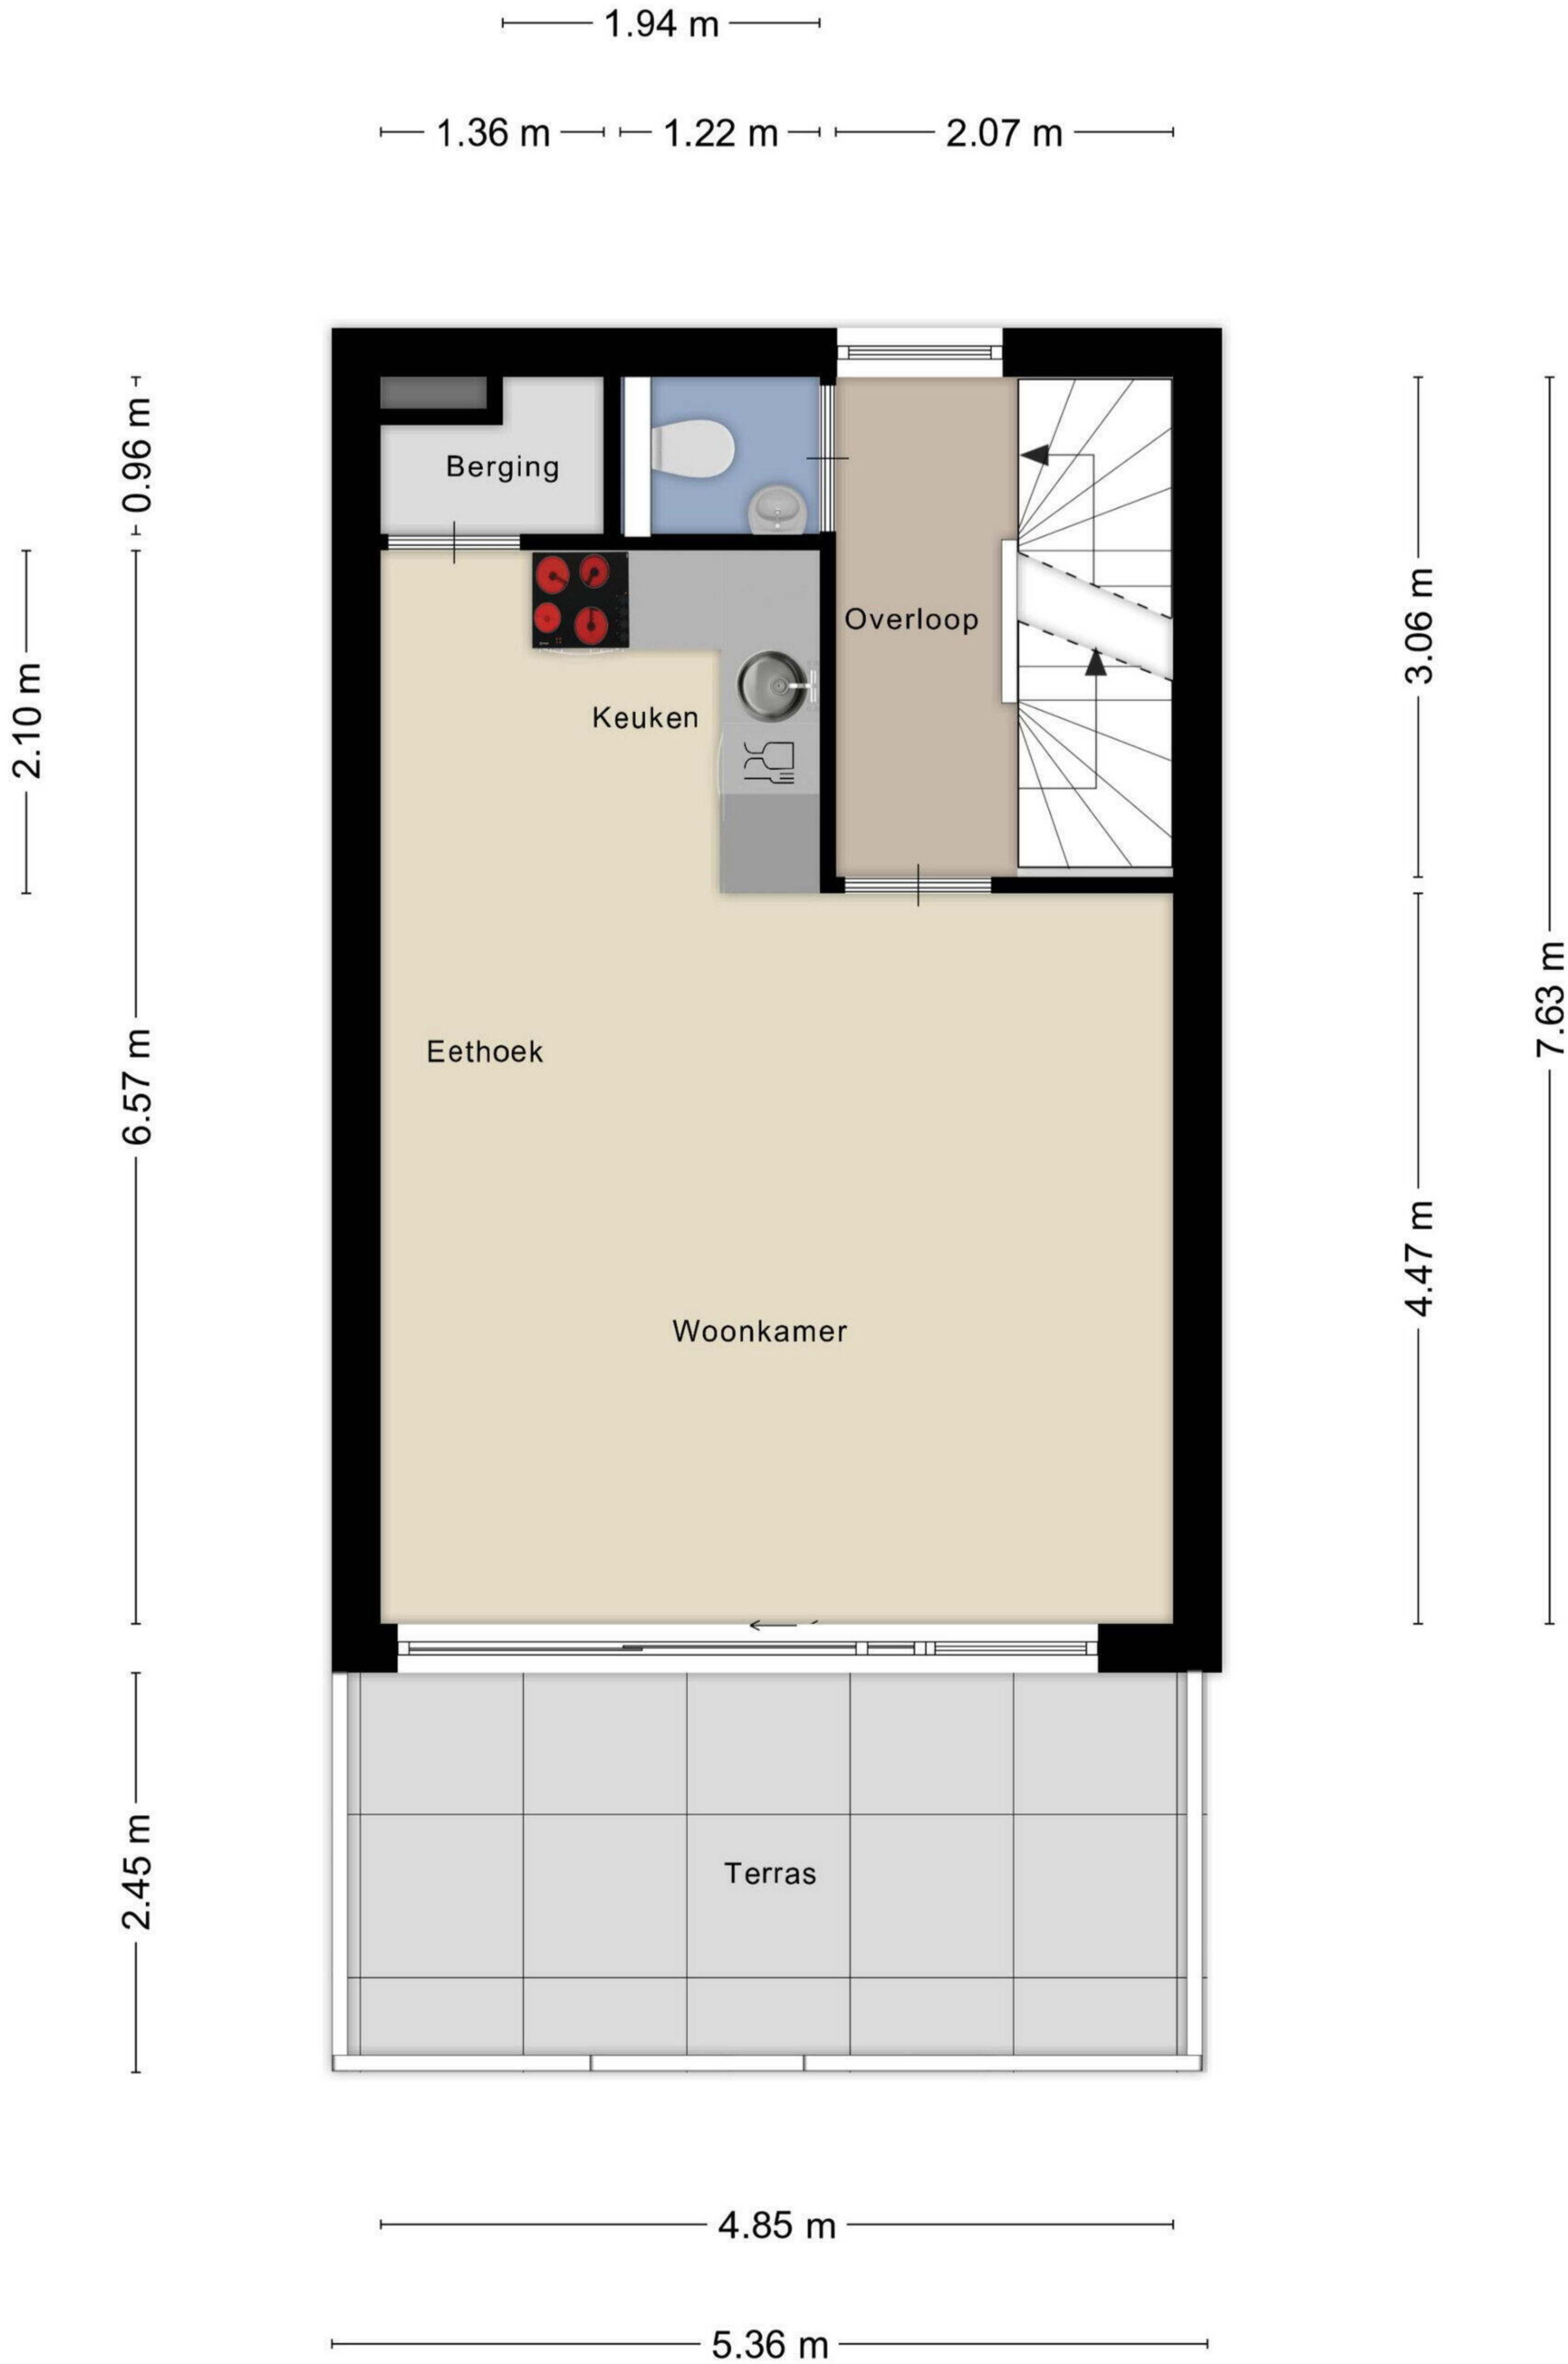 1.94 m
1.36 m
1.22 m
2.07 m
0.96 m
Berging
Overloop
3.06 m
2.10 m
Keuken
7.63 m
Eethoek
6.57 m
4.47 m
Woonkamer
Terras
2.45 m
4.85 m
5.36 m